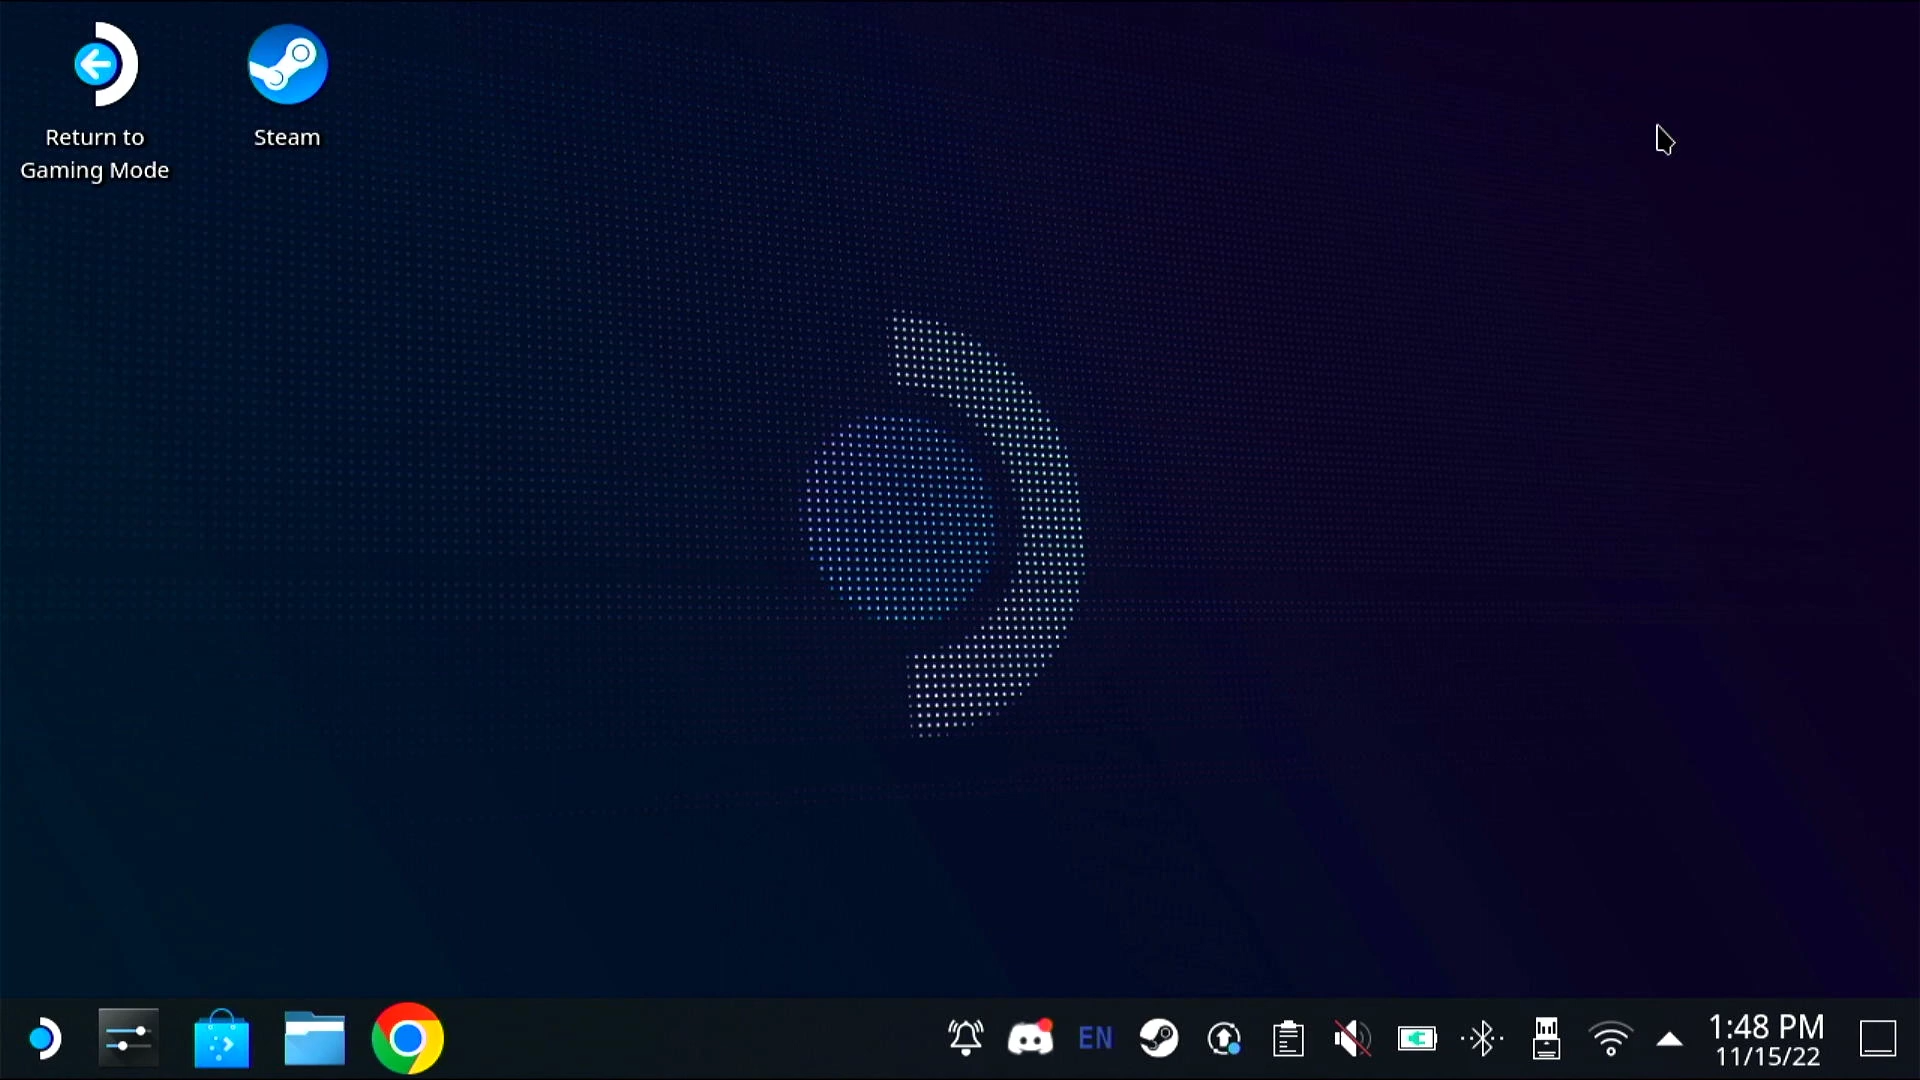 Return to
Gaming Mode
Steam
EN
1:48 PM
11/15/22